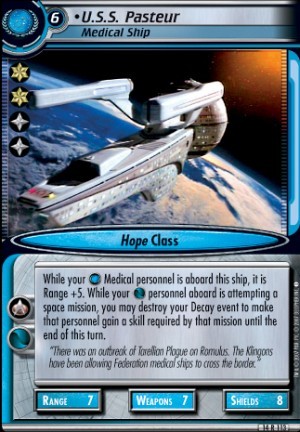 6
•U.S.S. Pasteur
Medical Ship
Hope Class
While your Medical personnel is aboard this ship, it is
Range +5. While your personnel aboard is attempting a
space mission, you may destroy your Decay event to make
that personnel gain a skill required by that mission until the
end of this turn.
"There was an outbreak of Terellian Plague on Romulus. The Klingons
have been allowing Federation medical ships to cross the border."
RANGE 7 WEAPONS 7 SHIELDS 8
14 R 115